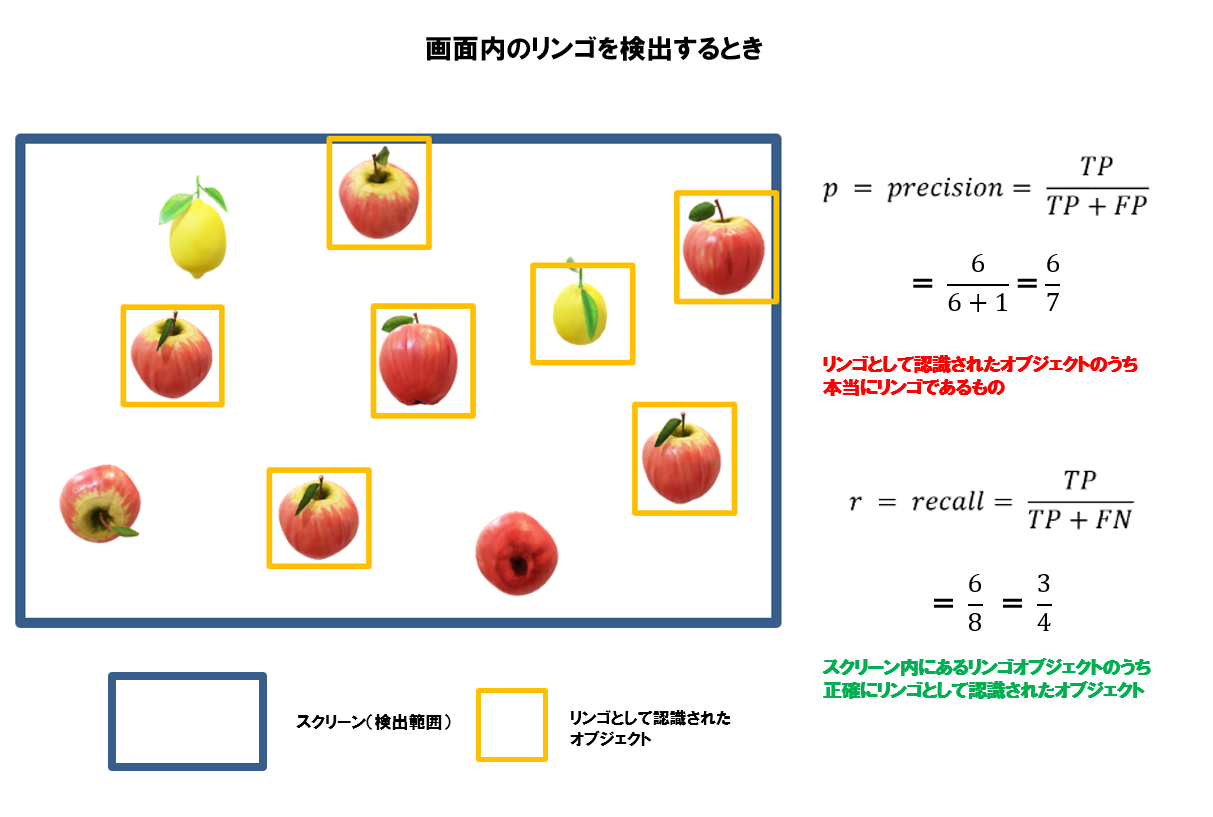 画面内のリンゴを検出するとき
p = precision = TP / TP + FP
= 6 / 6 + 1 = 6 / 7
リンゴとして認識されたオブジェクトのうち
本当にリンゴであるもの
r = recall = TP / TP + FN
= 6 / 8 = 3 / 4
スクリーン内にあるリンゴオブジェクトのうち
正確にリンゴとして認識されたオブジェクト
スクリーン(検出範囲)
リンゴとして認識された
オブジェクト